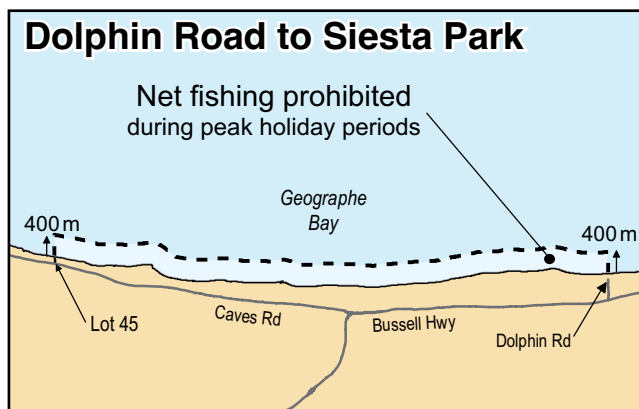 Dolphin Road to Siesta Park
Net fishing prohibited
during peak holiday periods
Geographe
Bay
400 m
400 m
Lot 45
Caves Rd
Bussell Hwy
Dolphin Rd